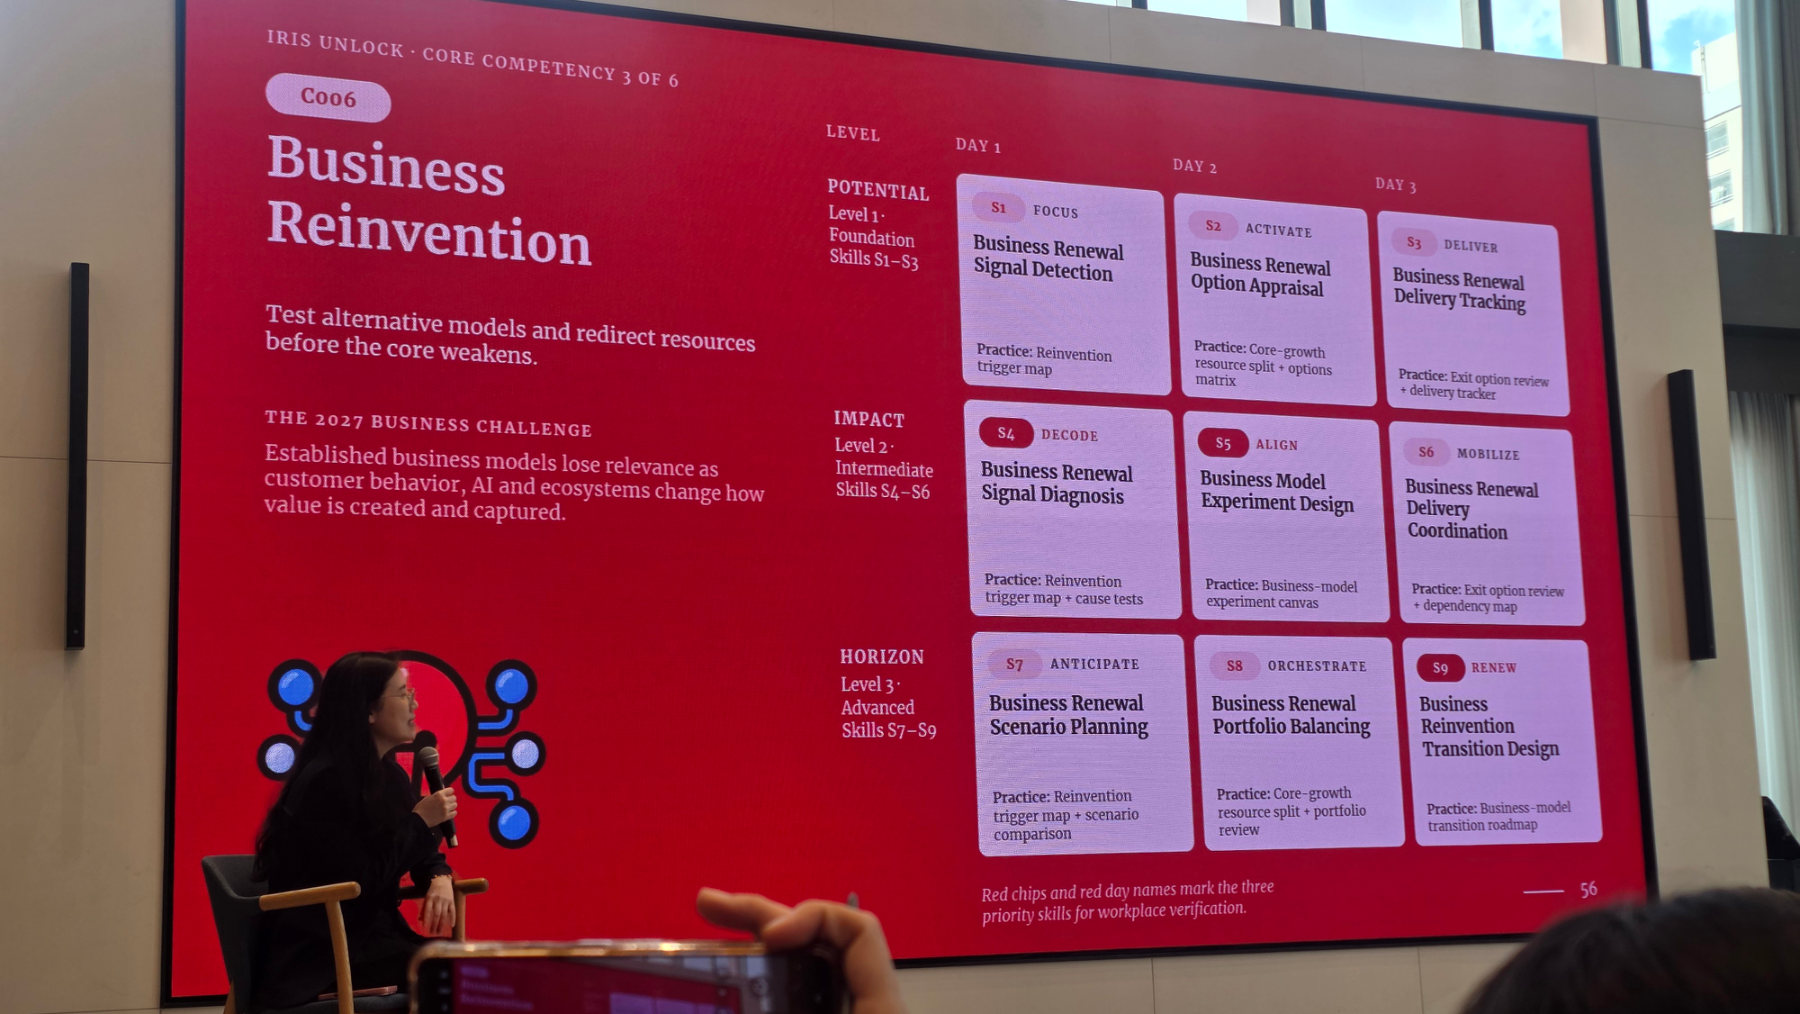 IRIS UNLOCK · CORE COMPETENCY 3 OF 6
C006
Business
Reinvention
Test alternative models and redirect resources
before the core weakens.
THE 2027 BUSINESS CHALLENGE
Established business models lose relevance as
customer behavior, AI and ecosystems change how
value is created and captured.
LEVEL
DAY 1
DAY 2
DAY 3
POTENTIAL
Level 1 ·
Foundation
Skills S1–S3
S1 FOCUS
Business Renewal
Signal Detection
Practice: Reinvention
trigger map
S2 ACTIVATE
Business Renewal
Option Appraisal
Practice: Core-growth
resource split + options
matrix
S3 DELIVER
Business Renewal
Delivery Tracking
Practice: Exit option review
+ delivery tracker
IMPACT
Level 2 ·
Intermediate
Skills S4–S6
S4 DECODE
Business Renewal
Signal Diagnosis
Practice: Reinvention
trigger map + cause tests
S5 ALIGN
Business Model
Experiment Design
Practice: Business-model
experiment canvas
S6 MOBILIZE
Business Renewal
Delivery
Coordination
Practice: Exit option review
+ dependency map
HORIZON
Level 3 ·
Advanced
Skills S7–S9
S7 ANTICIPATE
Business Renewal
Scenario Planning
Practice: Reinvention
trigger map + scenario
comparison
S8 ORCHESTRATE
Business Renewal
Portfolio Balancing
Practice: Core-growth
resource split + portfolio
review
S9 RENEW
Business
Reinvention
Transition Design
Practice: Business-model
transition roadmap
Red chips and red day names mark the three
priority skills for workplace verification.
56